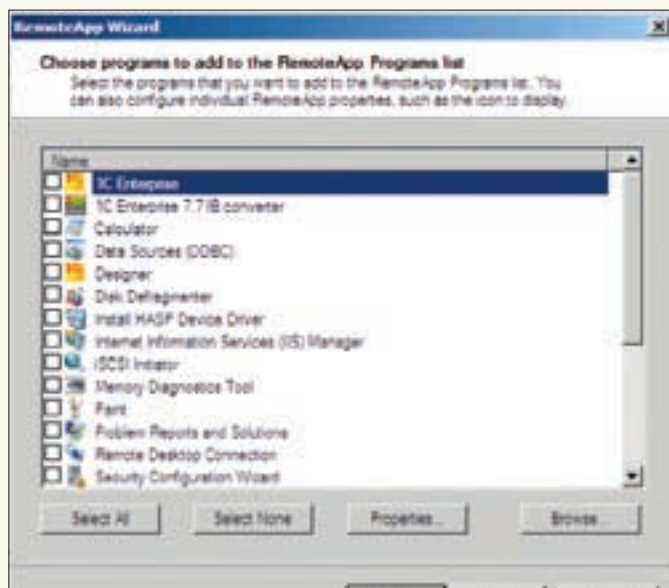 RemoteApp Wizard
Choose programs to add to the RemoteApp Programs list
Select the programs that you want to add to the RemoteApp Programs list. You
can also configure individual RemoteApp properties, such as the icon to display.
Name
1C Enterprise
1C Enterprise 7.7 IB converter
Calculator
Data Sources (ODBC)
Designer
Disk Defragmenter
Install HASP Device Driver
Internet Information Services (IIS) Manager
iSCSI Initiator
Memory Diagnostics Tool
Paint
Problem Reports and Solutions
Remote Desktop Connection
Security Configuration Wizard
Select All
Select None
Properties...
Browse...